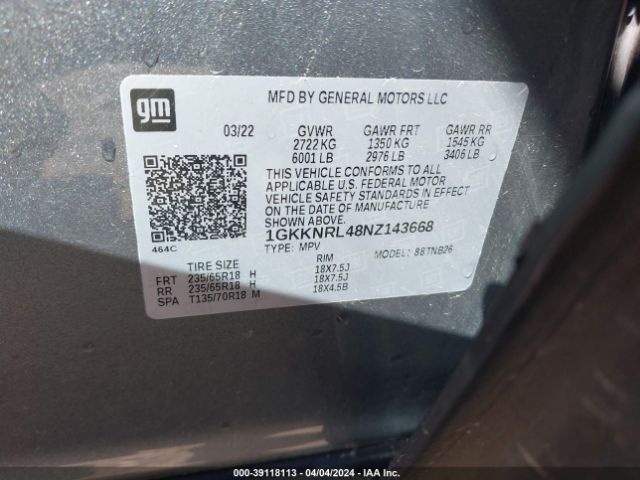 gm
MFD BY GENERAL MOTORS LLC
03/22 GVWR GAWR FRT GAWR RR
2722 KG 1350 KG 1545 KG
6001 LB 2976 LB 3406 LB
THIS VEHICLE CONFORMS TO ALL
APPLICABLE U.S. FEDERAL MOTOR
VEHICLE SAFETY STANDARDS IN EFFECT
ON THE DATE OF MANUFACTURE
SHOWN ABOVE.
1GKKNRL48NZ143668
464C
TYPE: MPV MODEL: 88TNB26
TIRE SIZE RIM
FRT 235/65R18 H 18X7.5J
RR 235/65R18 H 18X7.5J
SPA T135/70R18 M 18X4.5B
000-39118113 - 04/04/2024 - IAA Inc.